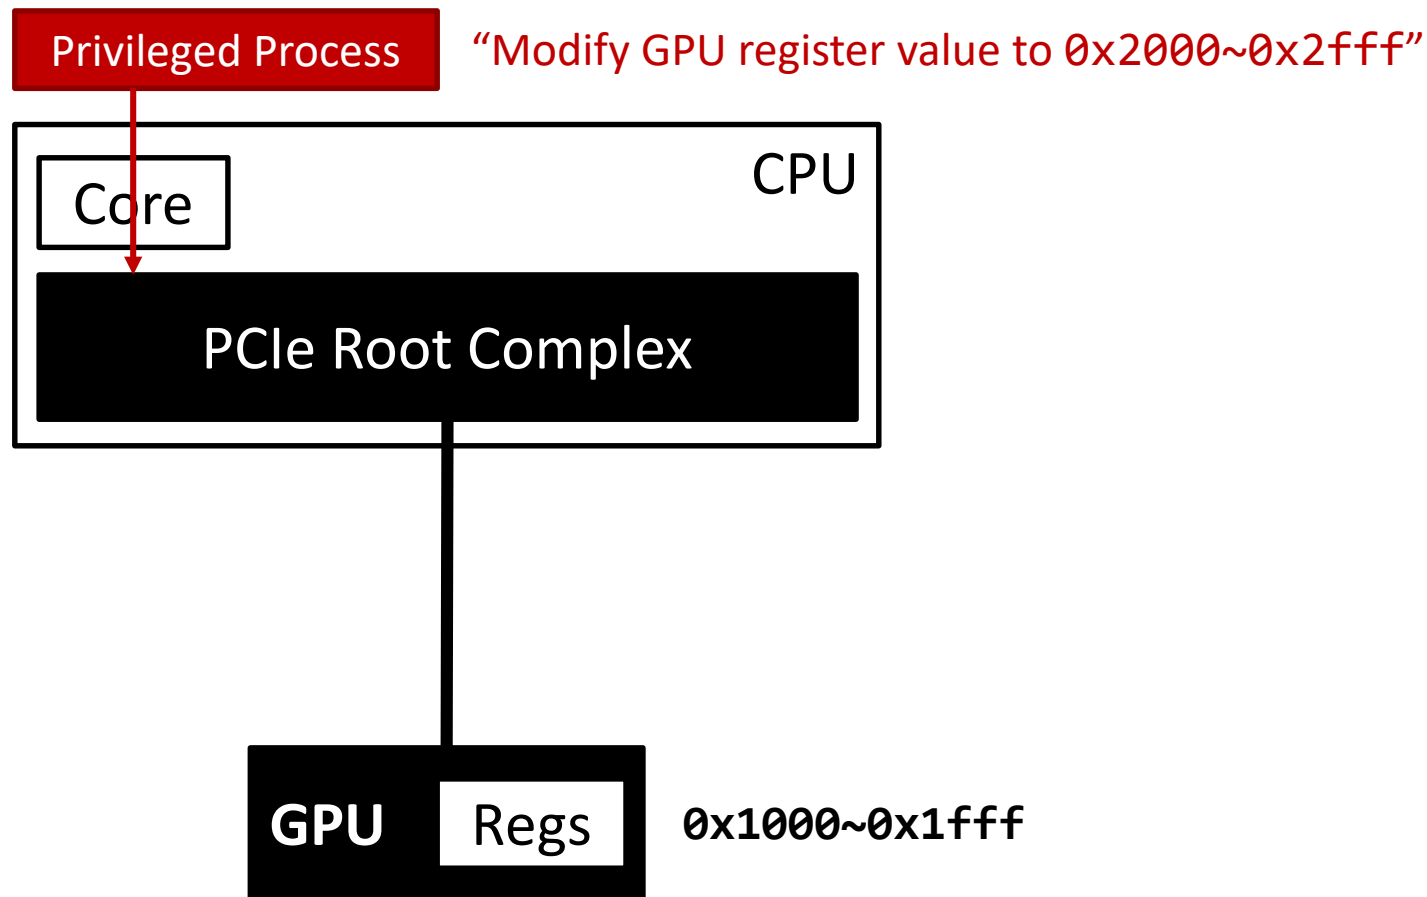 Privileged Process
“Modify GPU register value to 0x2000~0x2fff”
CPU
Core
PCIe Root Complex
GPU
Regs
0x1000~0x1fff